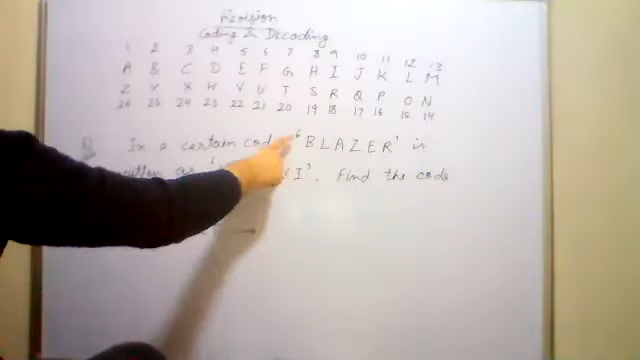 Revision
Coding & Decoding
1 2 3 4 5 6 7 8 9 10 11 12 13
A B C D E F G H I J K L M
Z Y X W V U T S R Q P O N
26 25 24 23 22 21 20 19 18 17 16 15 14
Q In a certain code 'BLAZER' is
written as ' I'. Find the code